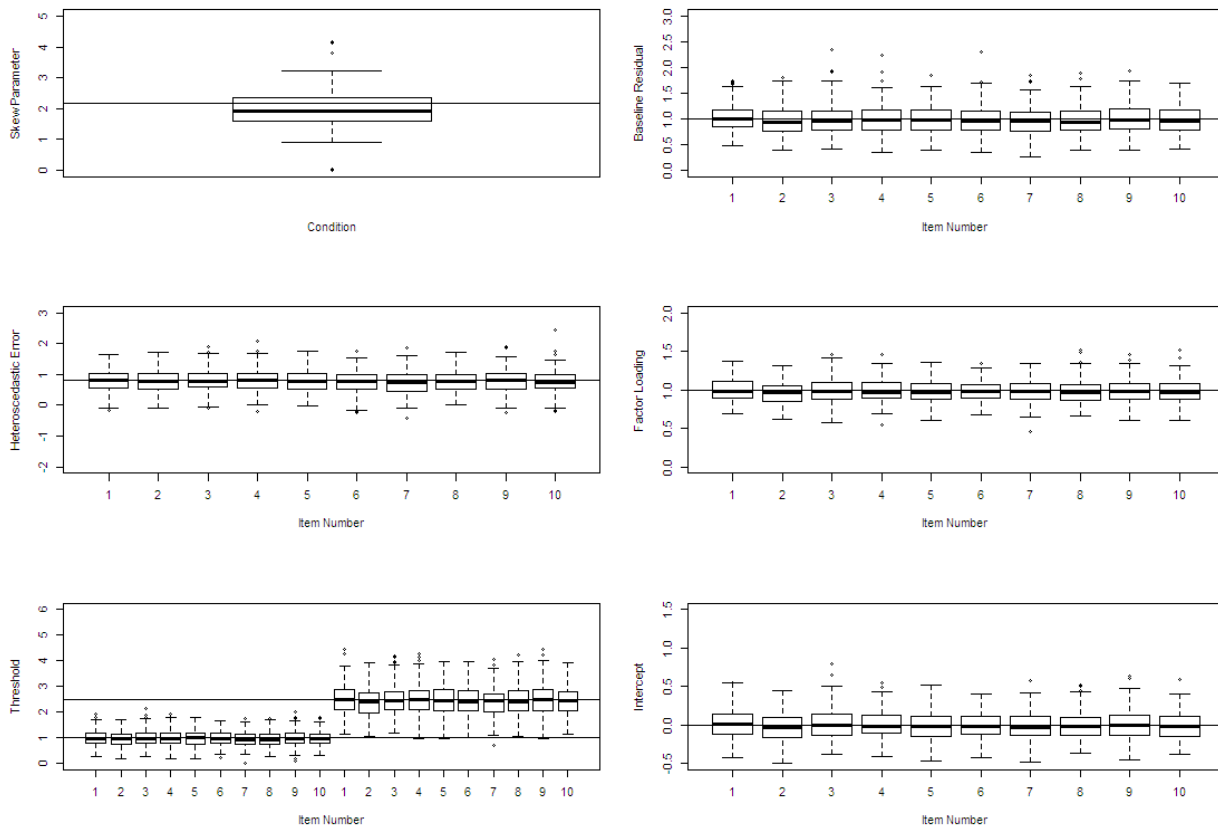 Skew Parameter
5
4
3
2
1
0
Condition
Baseline Residual
3.0
2.5
2.0
1.5
1.0
0.5
0.0
1 2 3 4 5 6 7 8 9 10
Item Number
Heteroscedastic Error
3
2
1
0
-1
-2
1 2 3 4 5 6 7 8 9 10
Item Number
Factor Loading
2.0
1.5
1.0
0.5
0.0
1 2 3 4 5 6 7 8 9 10
Item Number
Threshold
6
5
4
3
2
1
0
1 2 3 4 5 6 7 8 9 10 1 2 3 4 5 6 7 8 9 10
Item Number
Intercept
1.5
1.0
0.5
0.0
-0.5
1 2 3 4 5 6 7 8 9 10
Item Number